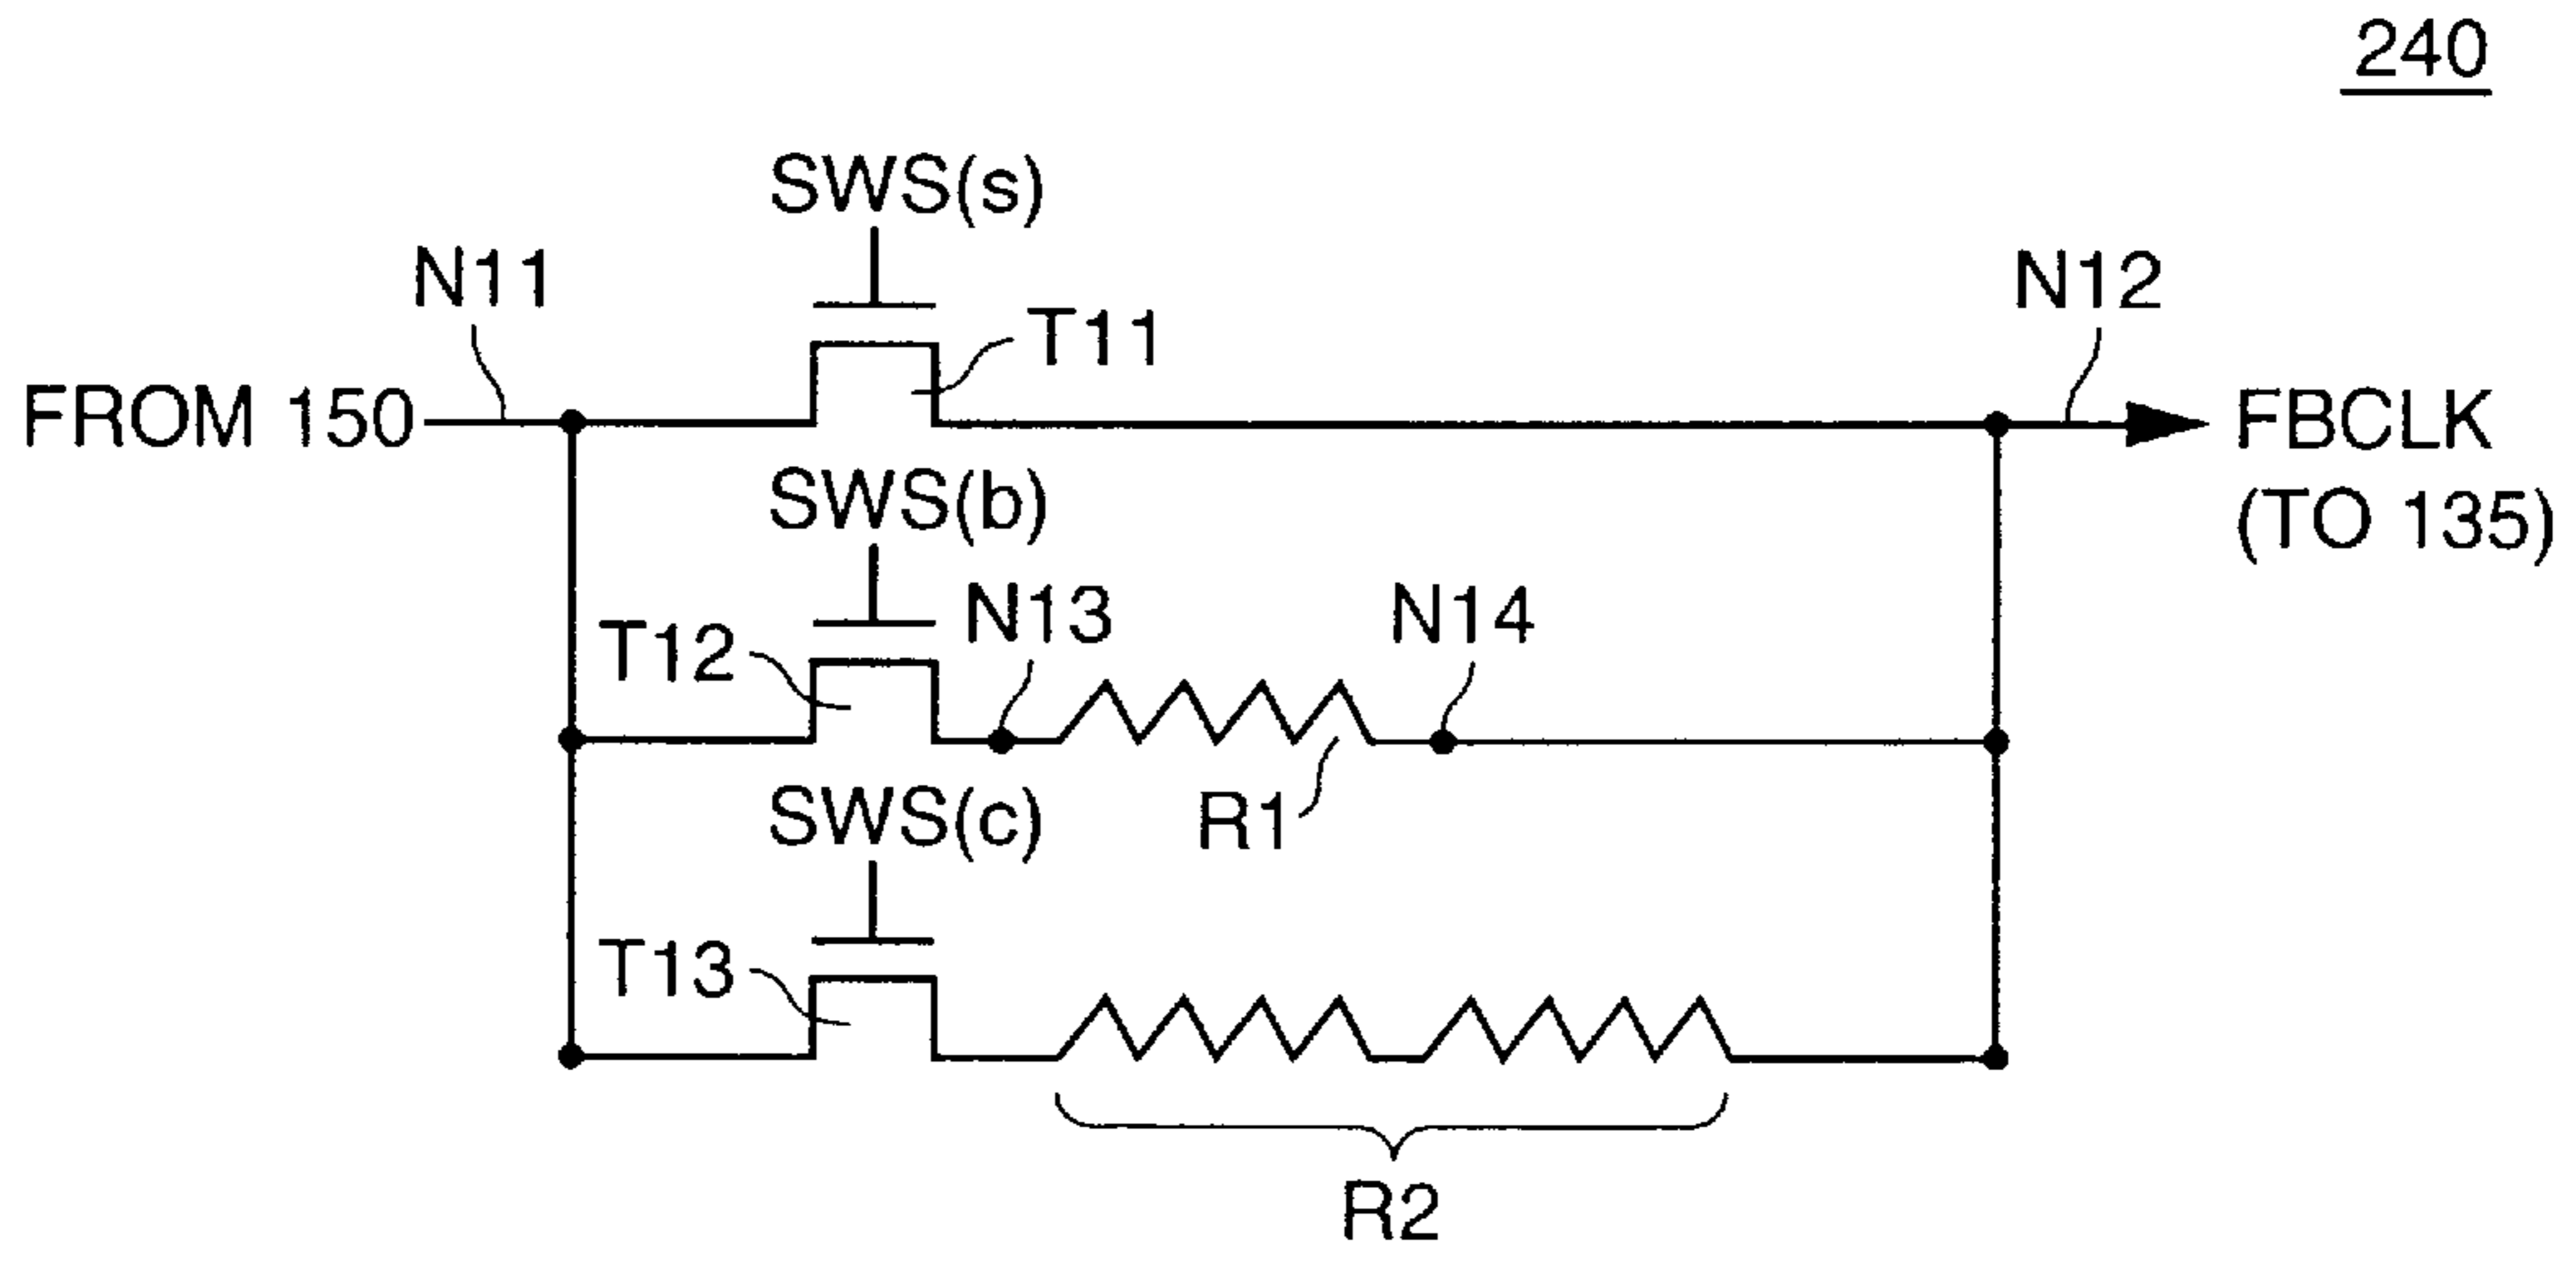 240
SWS(s)
N11
N12
T11
FROM 150
FBCLK
(TO 135)
SWS(b)
N13
N14
T12
R1
SWS(c)
T13
R2